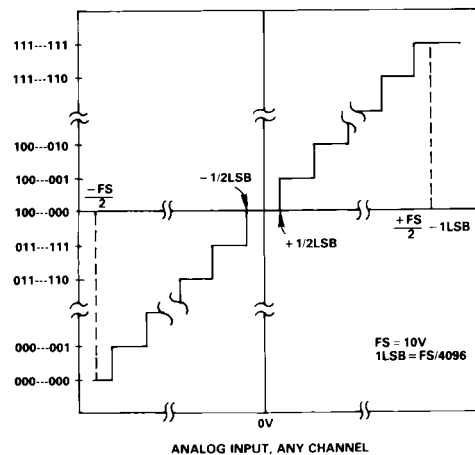 111---111
111---110
100---010
100---001
100---000
011---111
011---110
000---001
000---000
–FS
2
– 1/2LSB
+ 1/2LSB
+FS
2
– 1LSB
FS = 10V
1LSB = FS/4096
0V
ANALOG INPUT, ANY CHANNEL